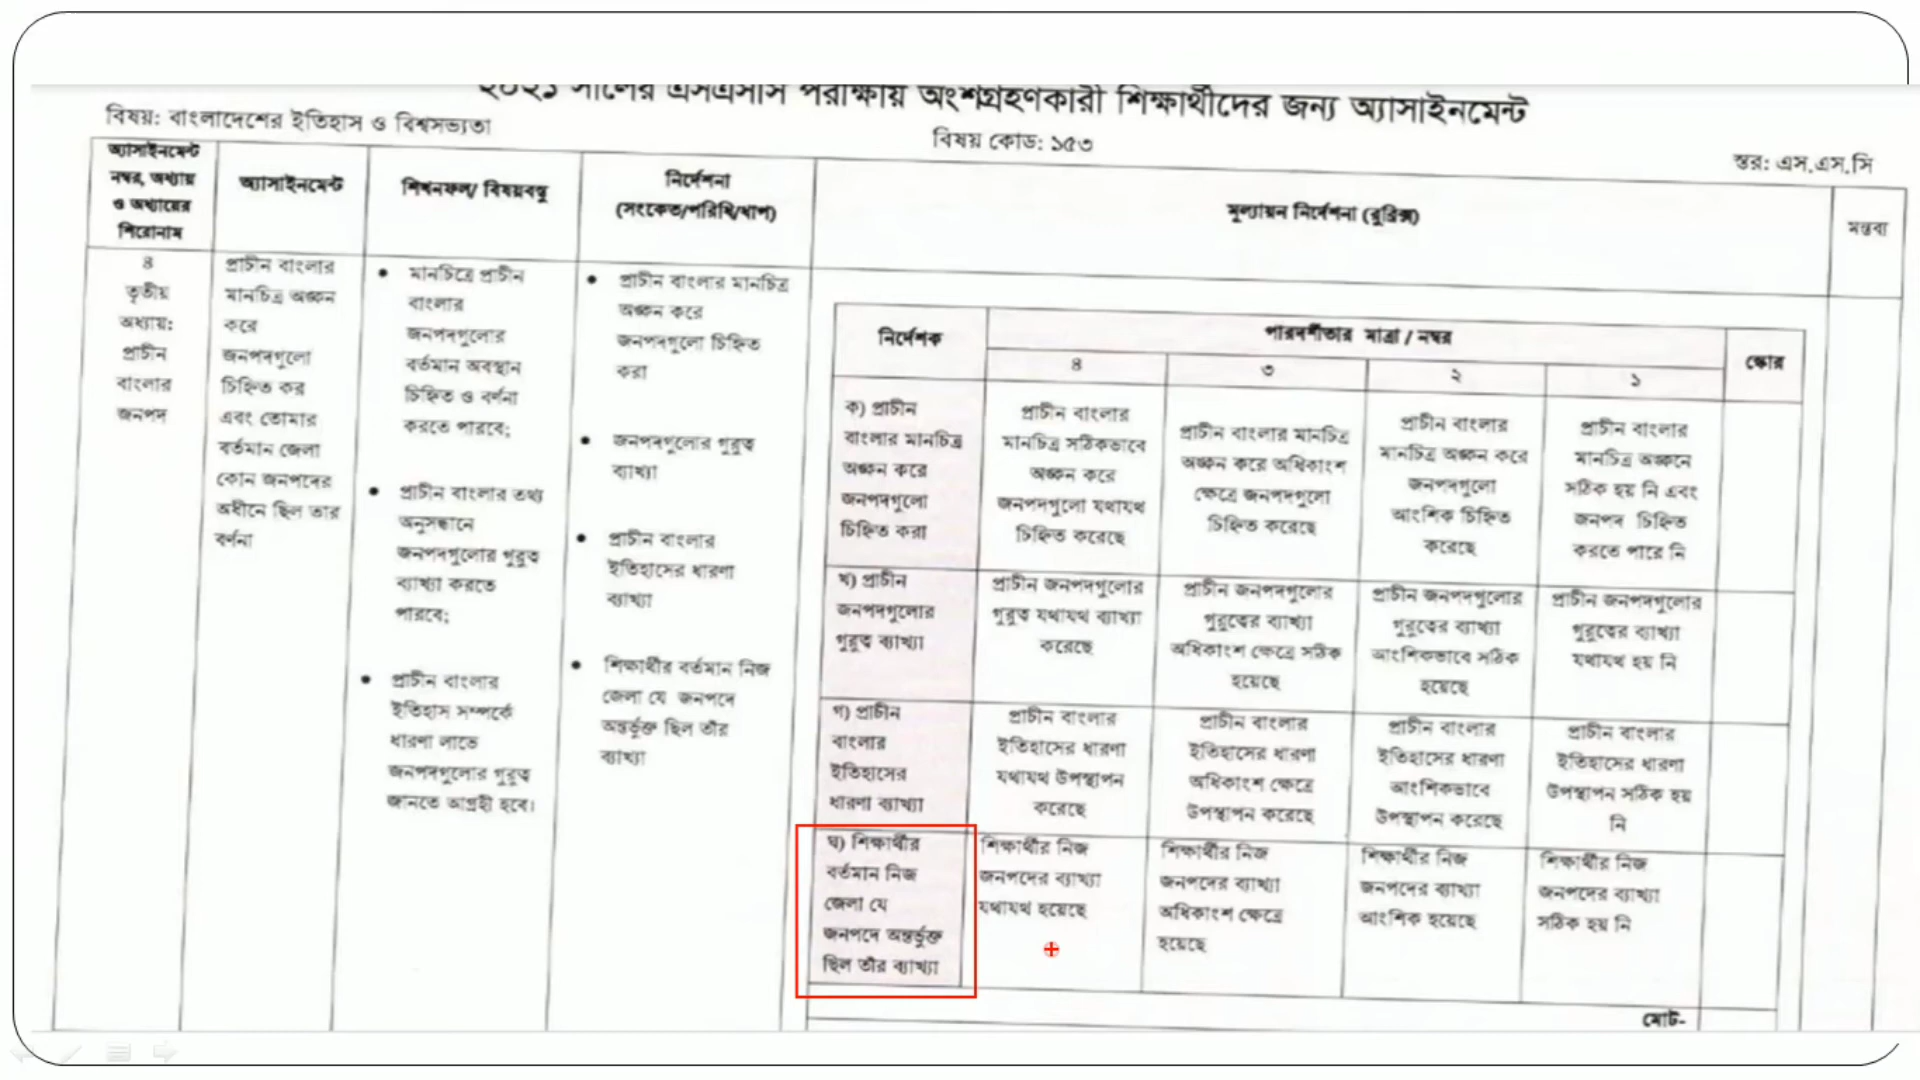 ২০২১ সালের এসএসসি পরীক্ষায় অংশগ্রহণকারী শিক্ষার্থীদের জন্য অ্যাসাইনমেন্ট
বিষয়: বাংলাদেশের ইতিহাস ও বিশ্বসভ্যতা
বিষয় কোড: ১৫৩
স্তর: এস.এস.সি
অ্যাসাইনমেন্ট
নম্বর, অধ্যায়
ও অধ্যায়ের
শিরোনাম
অ্যাসাইনমেন্ট
শিখনফল/ বিষয়বস্তু
নির্দেশনা
(সংকেত/পরিধি/ধাপ)
মূল্যায়ন নির্দেশনা (রুব্রিক্স)
মন্তব্য
৪
তৃতীয়
অধ্যায়:
প্রাচীন
বাংলার
জনপদ
প্রাচীন বাংলার
মানচিত্র অঙ্কন
করে
জনপদগুলো
চিহ্নিত কর
এবং তোমার
বর্তমান জেলা
কোন জনপদের
অধীনে ছিল তার
বর্ণনা
• মানচিত্রে প্রাচীন
বাংলার
জনপদগুলোর
বর্তমান অবস্থান
চিহ্নিত ও বর্ণনা
করতে পারবে;
• প্রাচীন বাংলার তথ্য
অনুসন্ধানে
জনপদগুলোর গুরুত্ব
ব্যাখ্যা করতে
পারবে;
• প্রাচীন বাংলার
ইতিহাস সম্পর্কে
ধারণা লাভে
জনপদগুলোর গুরুত্ব
জানতে আগ্রহী হবে।
• প্রাচীন বাংলার মানচিত্র
অঙ্কন করে
জনপদগুলো চিহ্নিত
করা
• জনপদগুলোর গুরুত্ব
ব্যাখ্যা
• প্রাচীন বাংলার
ইতিহাসের ধারণা
ব্যাখ্যা
• শিক্ষার্থীর বর্তমান নিজ
জেলা যে জনপদে
অন্তর্ভুক্ত ছিল তাঁর
ব্যাখ্যা
নির্দেশক
পারদর্শীতার মাত্রা / নম্বর
স্কোর
৪
৩
২
১
ক) প্রাচীন
বাংলার মানচিত্র
অঙ্কন করে
জনপদগুলো
চিহ্নিত করা
প্রাচীন বাংলার
মানচিত্র সঠিকভাবে
অঙ্কন করে
জনপদগুলো যথাযথ
চিহ্নিত করেছে
প্রাচীন বাংলার মানচিত্র
অঙ্কন করে অধিকাংশ
ক্ষেত্রে জনপদগুলো
চিহ্নিত করেছে
প্রাচীন বাংলার
মানচিত্র অঙ্কন করে
জনপদগুলো
আংশিক চিহ্নিত
করেছে
প্রাচীন বাংলার
মানচিত্র অঙ্কনে
সঠিক হয় নি এবং
জনপদ চিহ্নিত
করতে পারে নি
খ) প্রাচীন
জনপদগুলোর
গুরুত্ব ব্যাখ্যা
প্রাচীন জনপদগুলোর
গুরুত্ব যথাযথ ব্যাখ্যা
করেছে
প্রাচীন জনপদগুলোর
গুরুত্বের ব্যাখ্যা
অধিকাংশ ক্ষেত্রে সঠিক
হয়েছে
প্রাচীন জনপদগুলোর
গুরুত্বের ব্যাখ্যা
আংশিকভাবে সঠিক
হয়েছে
প্রাচীন জনপদগুলোর
গুরুত্বের ব্যাখ্যা
যথাযথ হয় নি
গ) প্রাচীন
বাংলার
ইতিহাসের
ধারণা ব্যাখ্যা
প্রাচীন বাংলার
ইতিহাসের ধারণা
যথাযথ উপস্থাপন
করেছে
প্রাচীন বাংলার
ইতিহাসের ধারণা
অধিকাংশ ক্ষেত্রে
উপস্থাপন করেছে
প্রাচীন বাংলার
ইতিহাসের ধারণা
আংশিকভাবে
উপস্থাপন করেছে
প্রাচীন বাংলার
ইতিহাসের ধারণা
উপস্থাপন সঠিক হয়
নি
ঘ) শিক্ষার্থীর
বর্তমান নিজ
জেলা যে
জনপদে অন্তর্ভুক্ত
ছিল তাঁর ব্যাখ্যা
শিক্ষার্থীর নিজ
জনপদের ব্যাখ্যা
যথাযথ হয়েছে
শিক্ষার্থীর নিজ
জনপদের ব্যাখ্যা
অধিকাংশ ক্ষেত্রে
হয়েছে
শিক্ষার্থীর নিজ
জনপদের ব্যাখ্যা
আংশিক হয়েছে
শিক্ষার্থীর নিজ
জনপদের ব্যাখ্যা
সঠিক হয় নি
মোট-